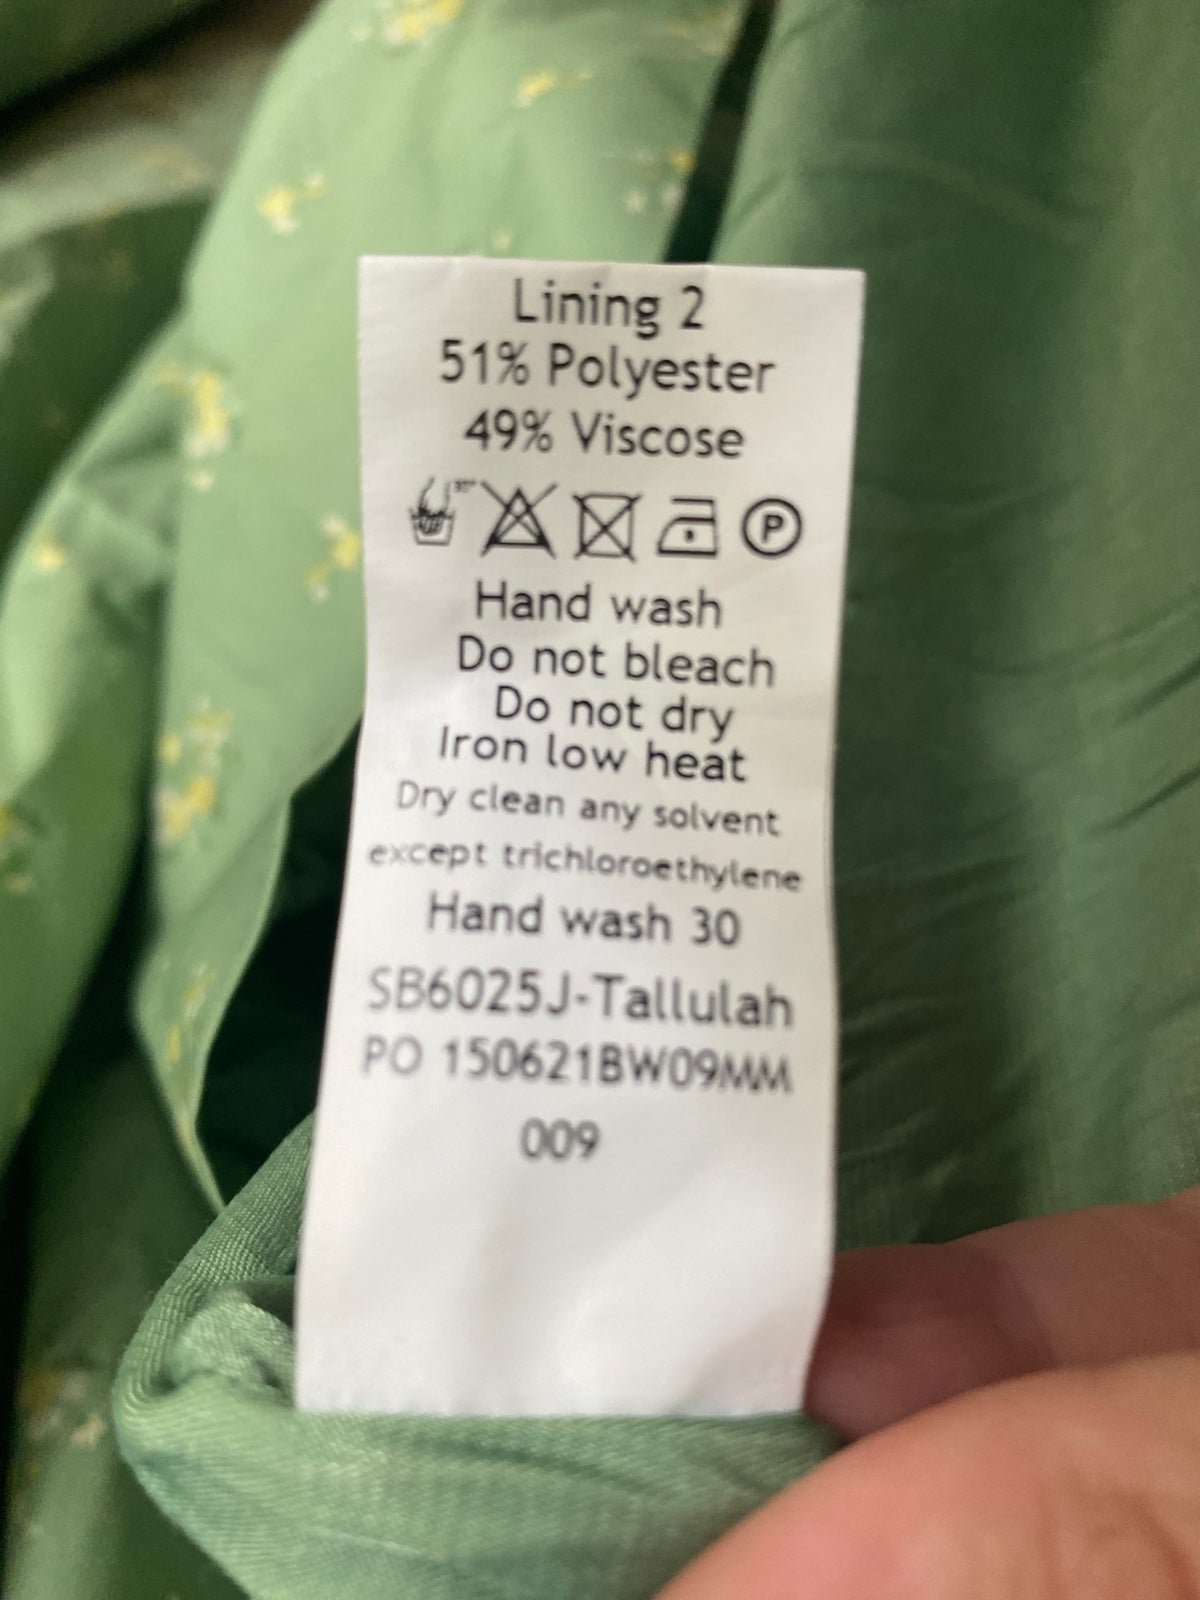 Lining 2
51% Polyester
49% Viscose
30°
P
Hand wash
Do not bleach
Do not dry
Iron low heat
Dry clean any solvent
except trichloroethylene
Hand wash 30
SB6025J-Tallulah
PO 150621BW09MM
009